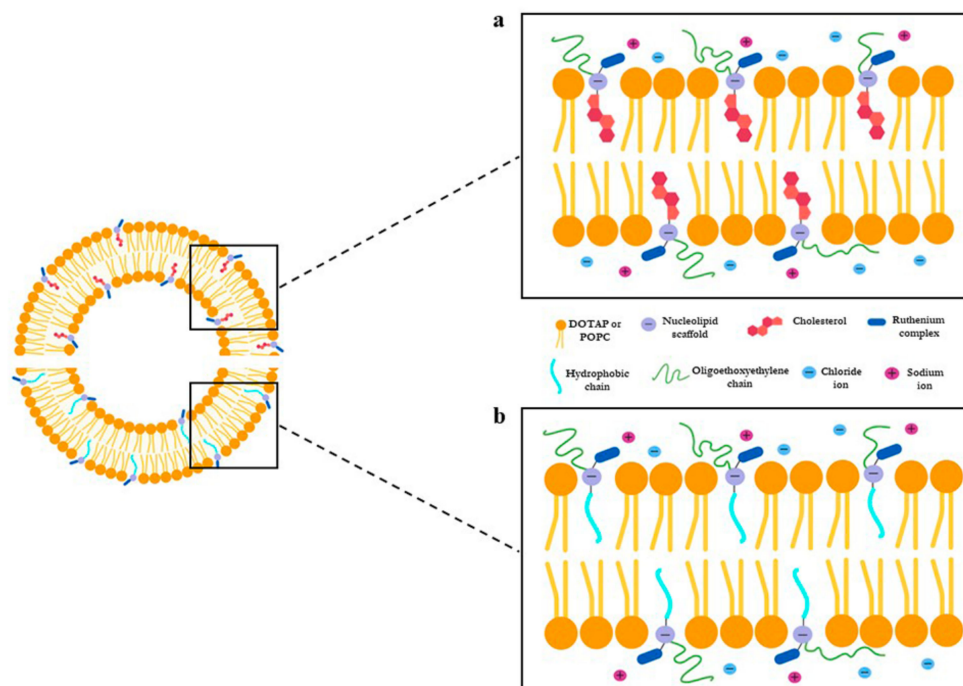 a
DOTAP or
POPC
Nucleolipid
scaffold
Cholesterol
Ruthenium
complex
Hydrophobic
chain
Oligoethoxyethylene
chain
Chloride
ion
Sodium
ion
b